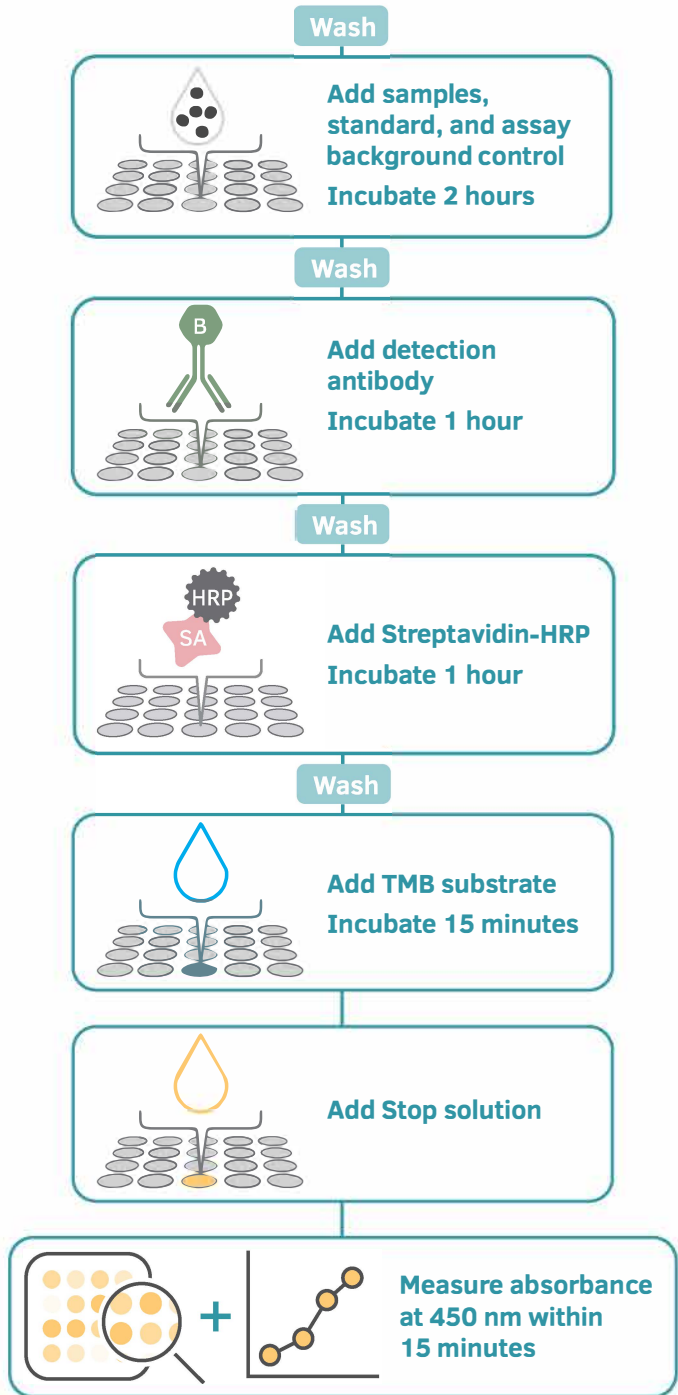 Wash
Add samples,
standard, and assay
background control
Incubate 2 hours
Wash
B
Add detection
antibody
Incubate 1 hour
Wash
HRP
SA
Add Streptavidin-HRP
Incubate 1 hour
Wash
Add TMB substrate
Incubate 15 minutes
Add Stop solution
+
Measure absorbance
at 450 nm within
15 minutes